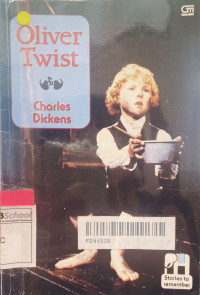 Oliver
Twist
Charles
Dickens
School
C
Stories to
remember